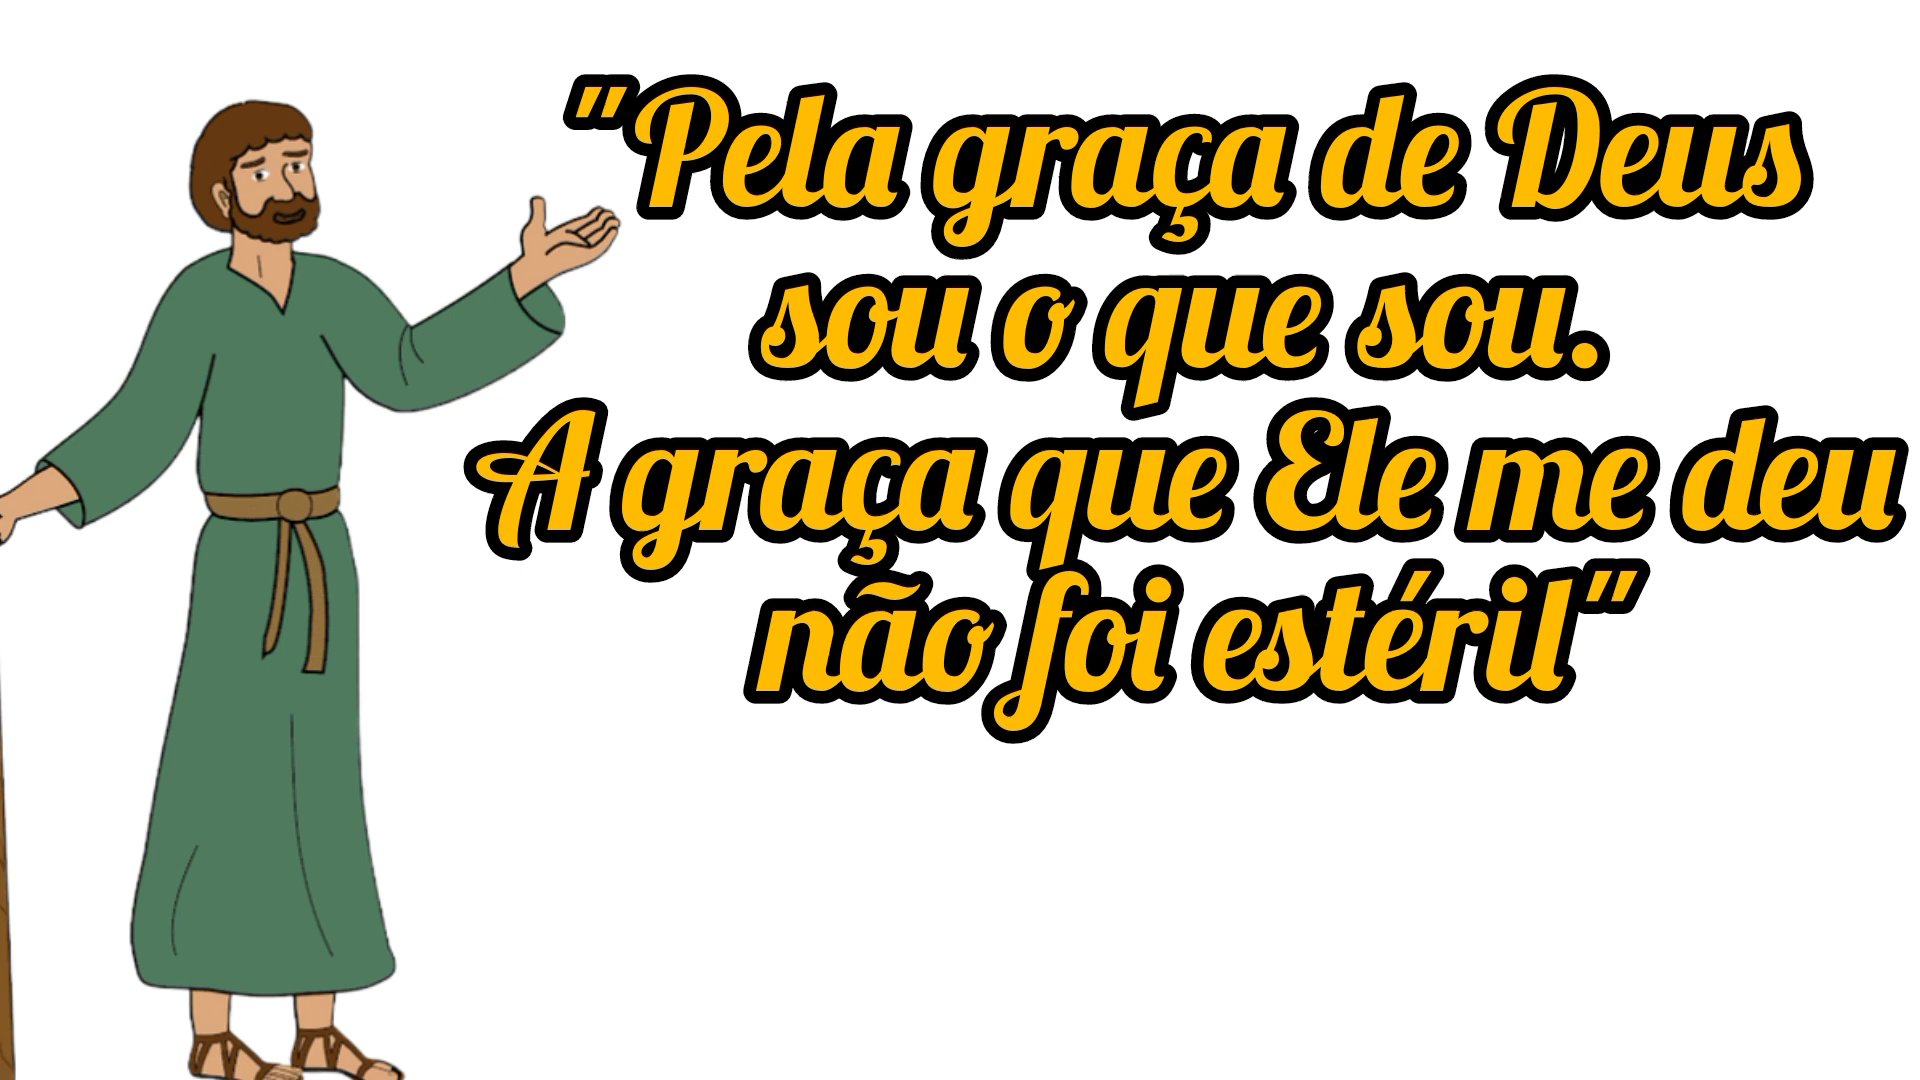 "Pela graça de Deus
sou o que sou.
A graça que Ele me deu
não foi estéril"